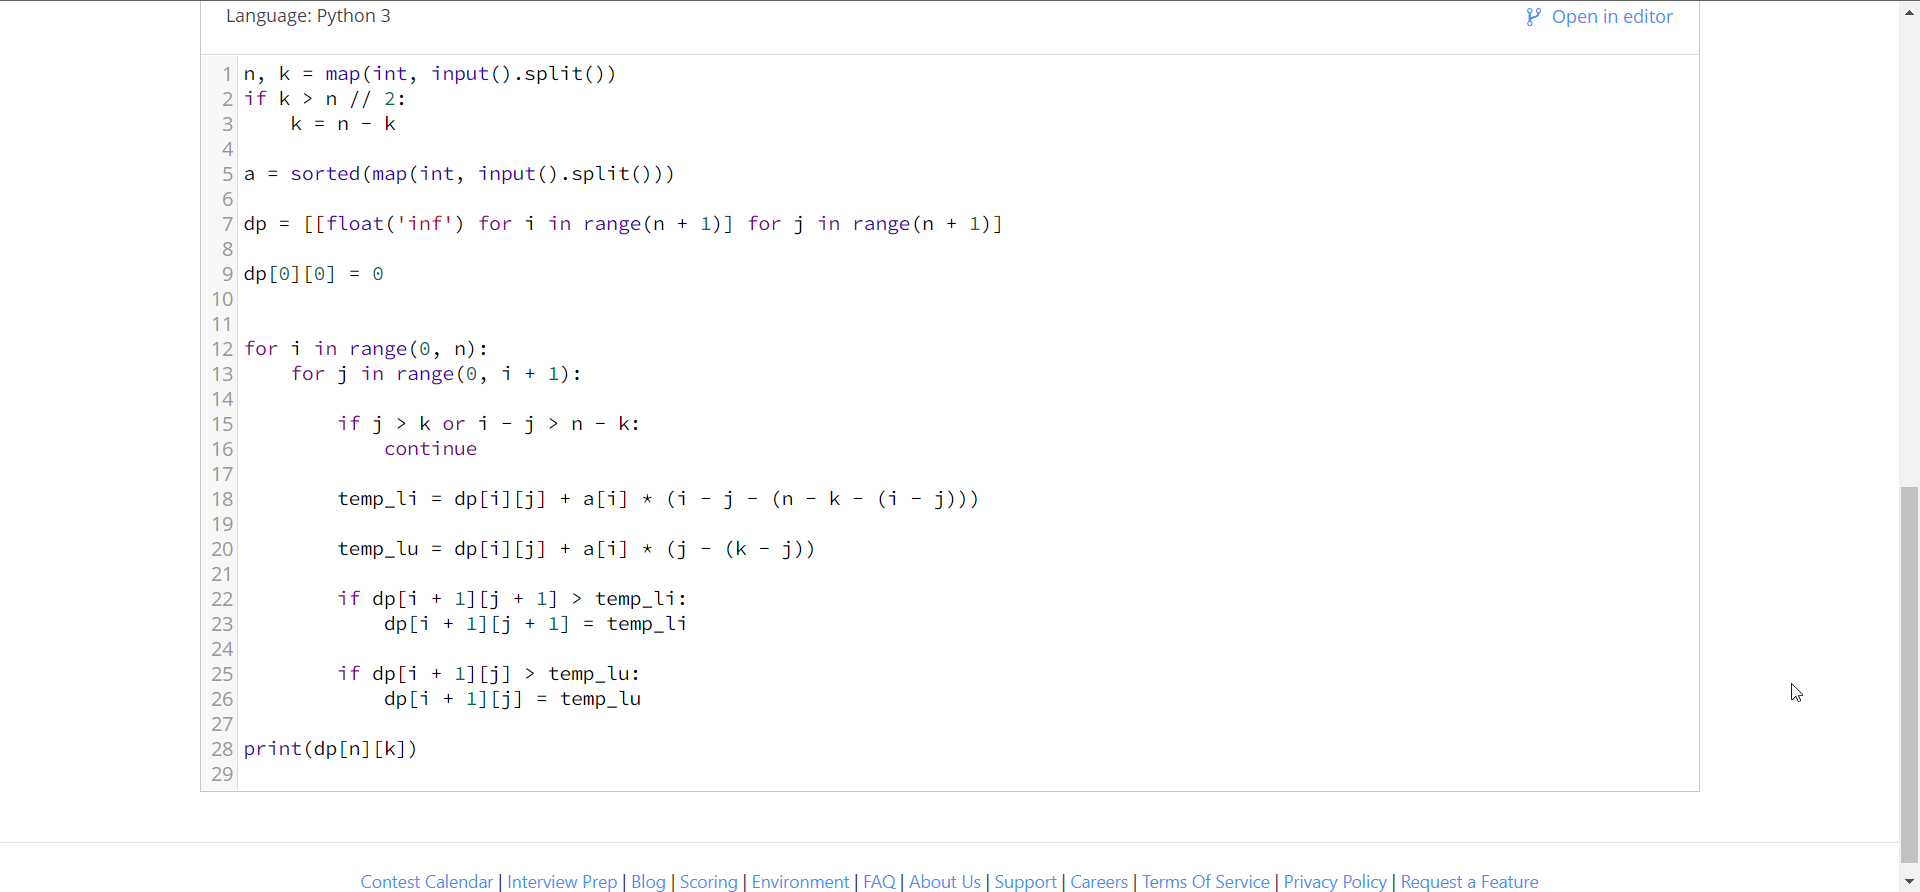 Language: Python 3
Open in editor
1 n, k = map(int, input().split())
2 if k > n // 2:
3     k = n - k
4
5 a = sorted(map(int, input().split()))
6
7 dp = [[float('inf') for i in range(n + 1)] for j in range(n + 1)]
8
9 dp[0][0] = 0
10
11
12 for i in range(0, n):
13     for j in range(0, i + 1):
14
15         if j > k or i - j > n - k:
16             continue
17
18         temp_li = dp[i][j] + a[i] * (i - j - (n - k - (i - j)))
19
20         temp_lu = dp[i][j] + a[i] * (j - (k - j))
21
22         if dp[i + 1][j + 1] > temp_li:
23             dp[i + 1][j + 1] = temp_li
24
25         if dp[i + 1][j] > temp_lu:
26             dp[i + 1][j] = temp_lu
27
28 print(dp[n][k])
29
Contest Calendar | Interview Prep | Blog | Scoring | Environment | FAQ | About Us | Support | Careers | Terms Of Service | Privacy Policy | Request a Feature